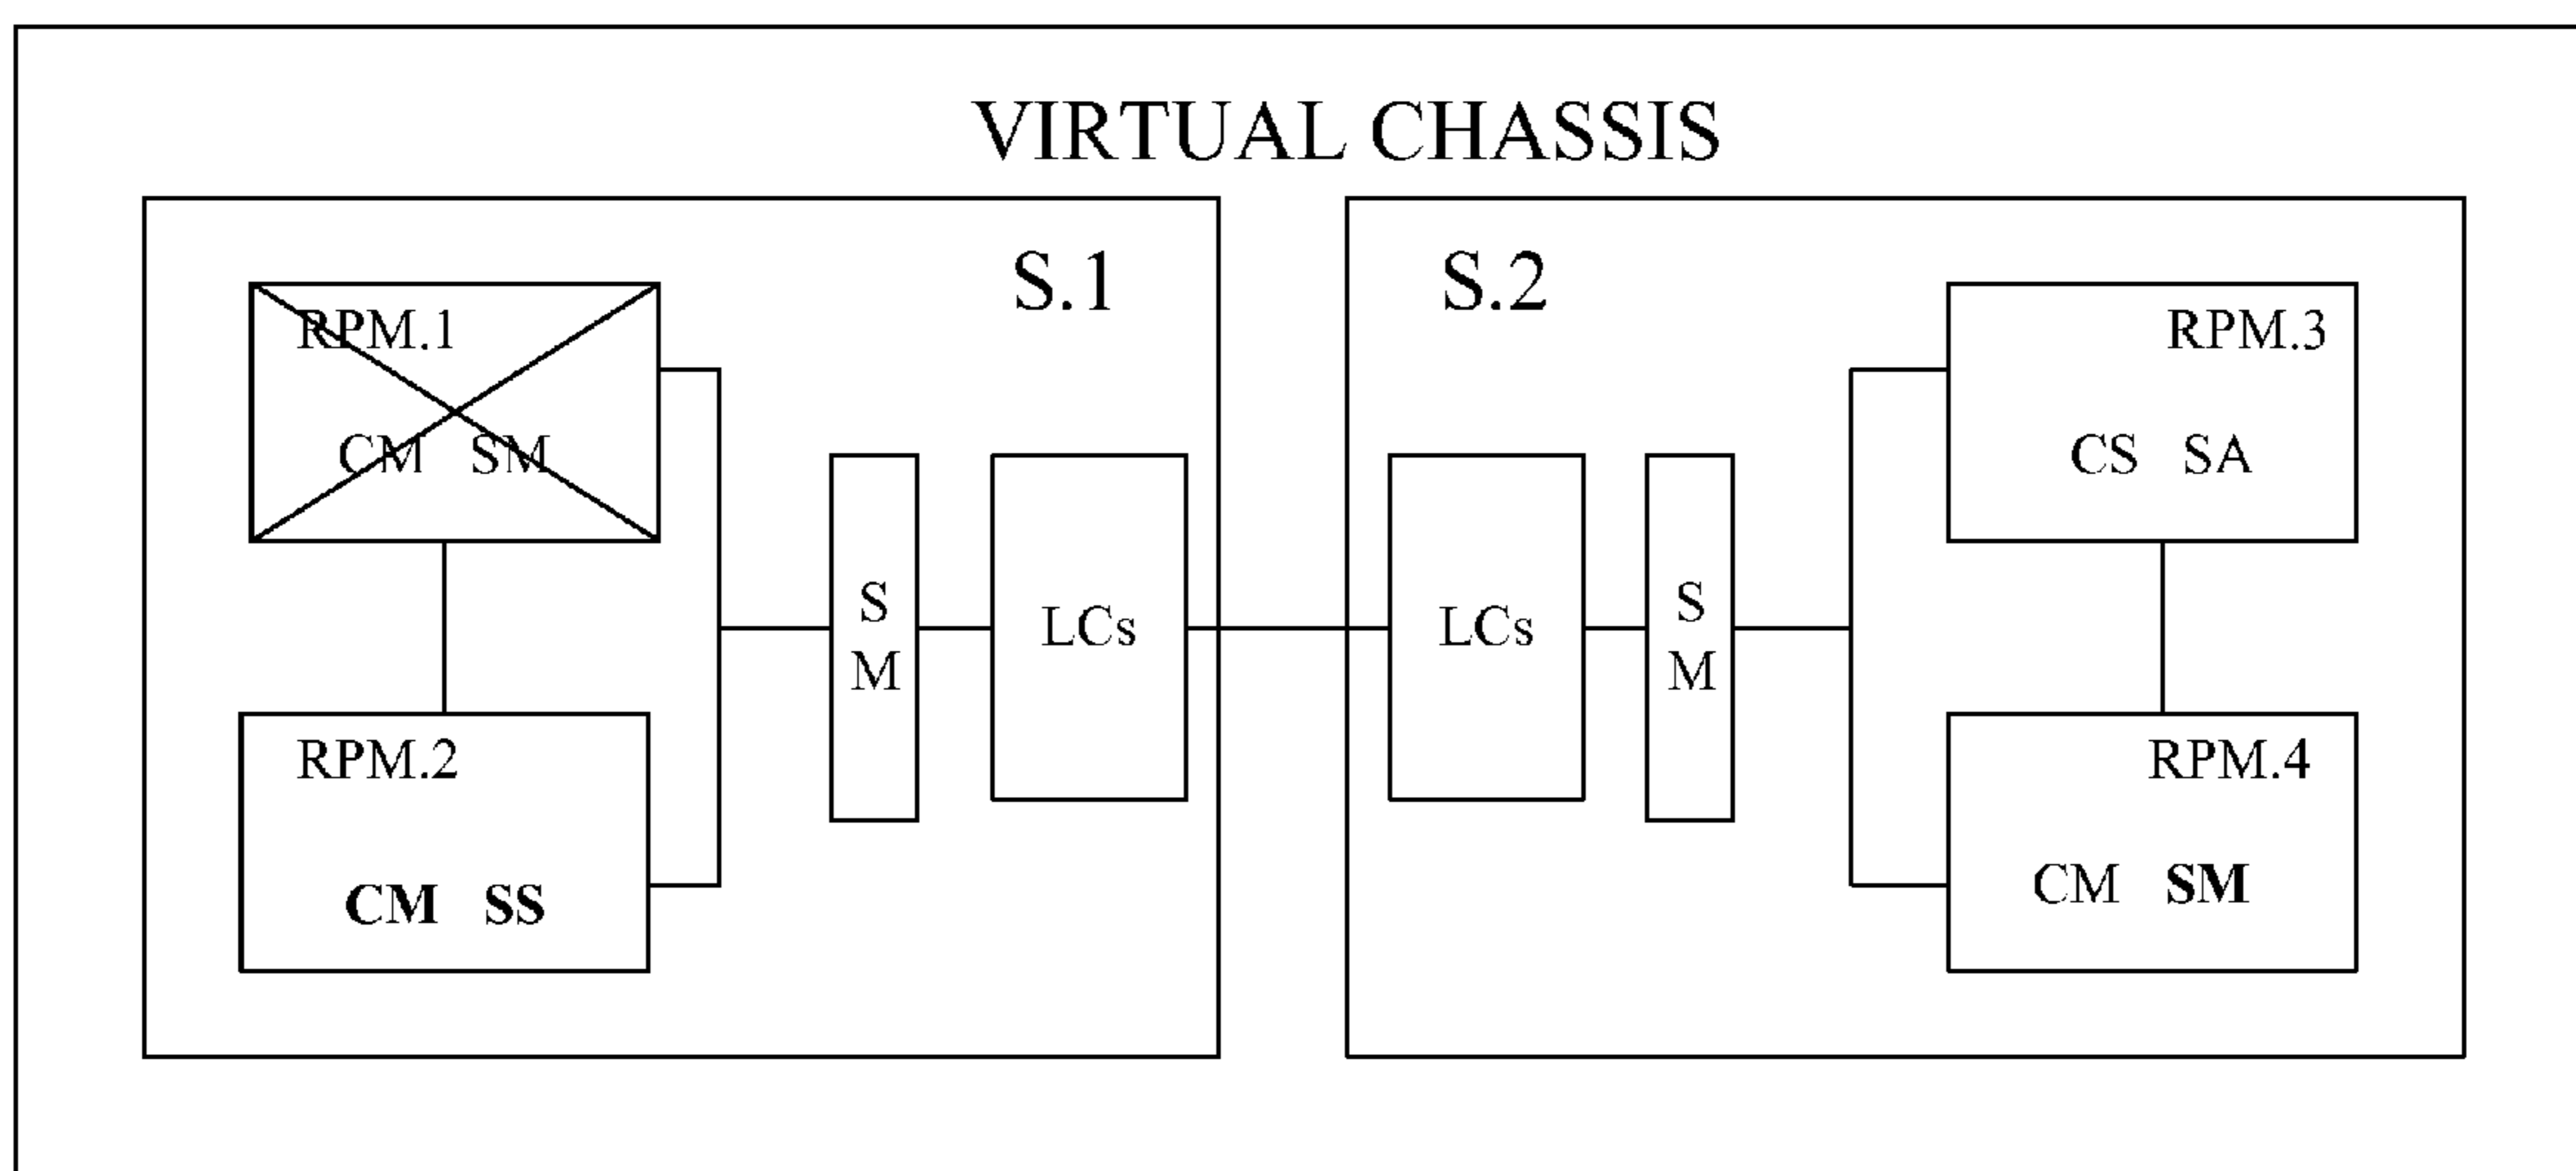 VIRTUAL CHASSIS
S.1
RPM.1
CM SM
RPM.2
CM SS
S
M
LCs
S.2
LCs
S
M
RPM.3
CS SA
RPM.4
CM SM